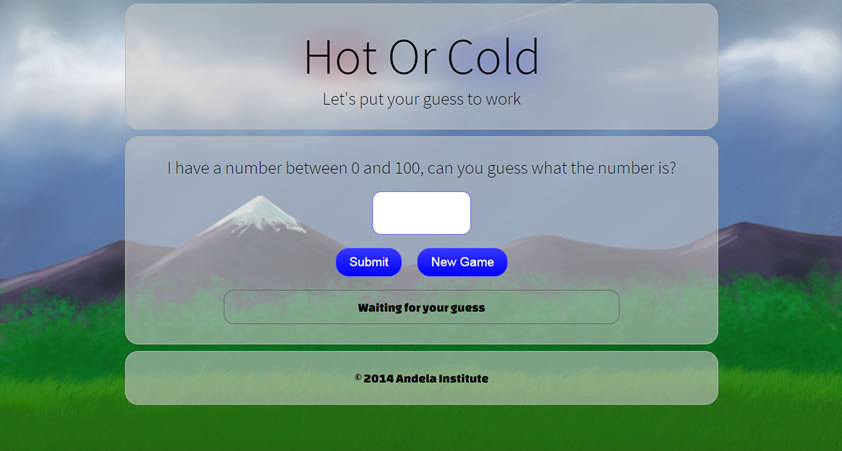 Hot Or Cold
Let's put your guess to work
I have a number between 0 and 100, can you guess what the number is?
Submit
New Game
Waiting for your guess
© 2014 Andela Institute